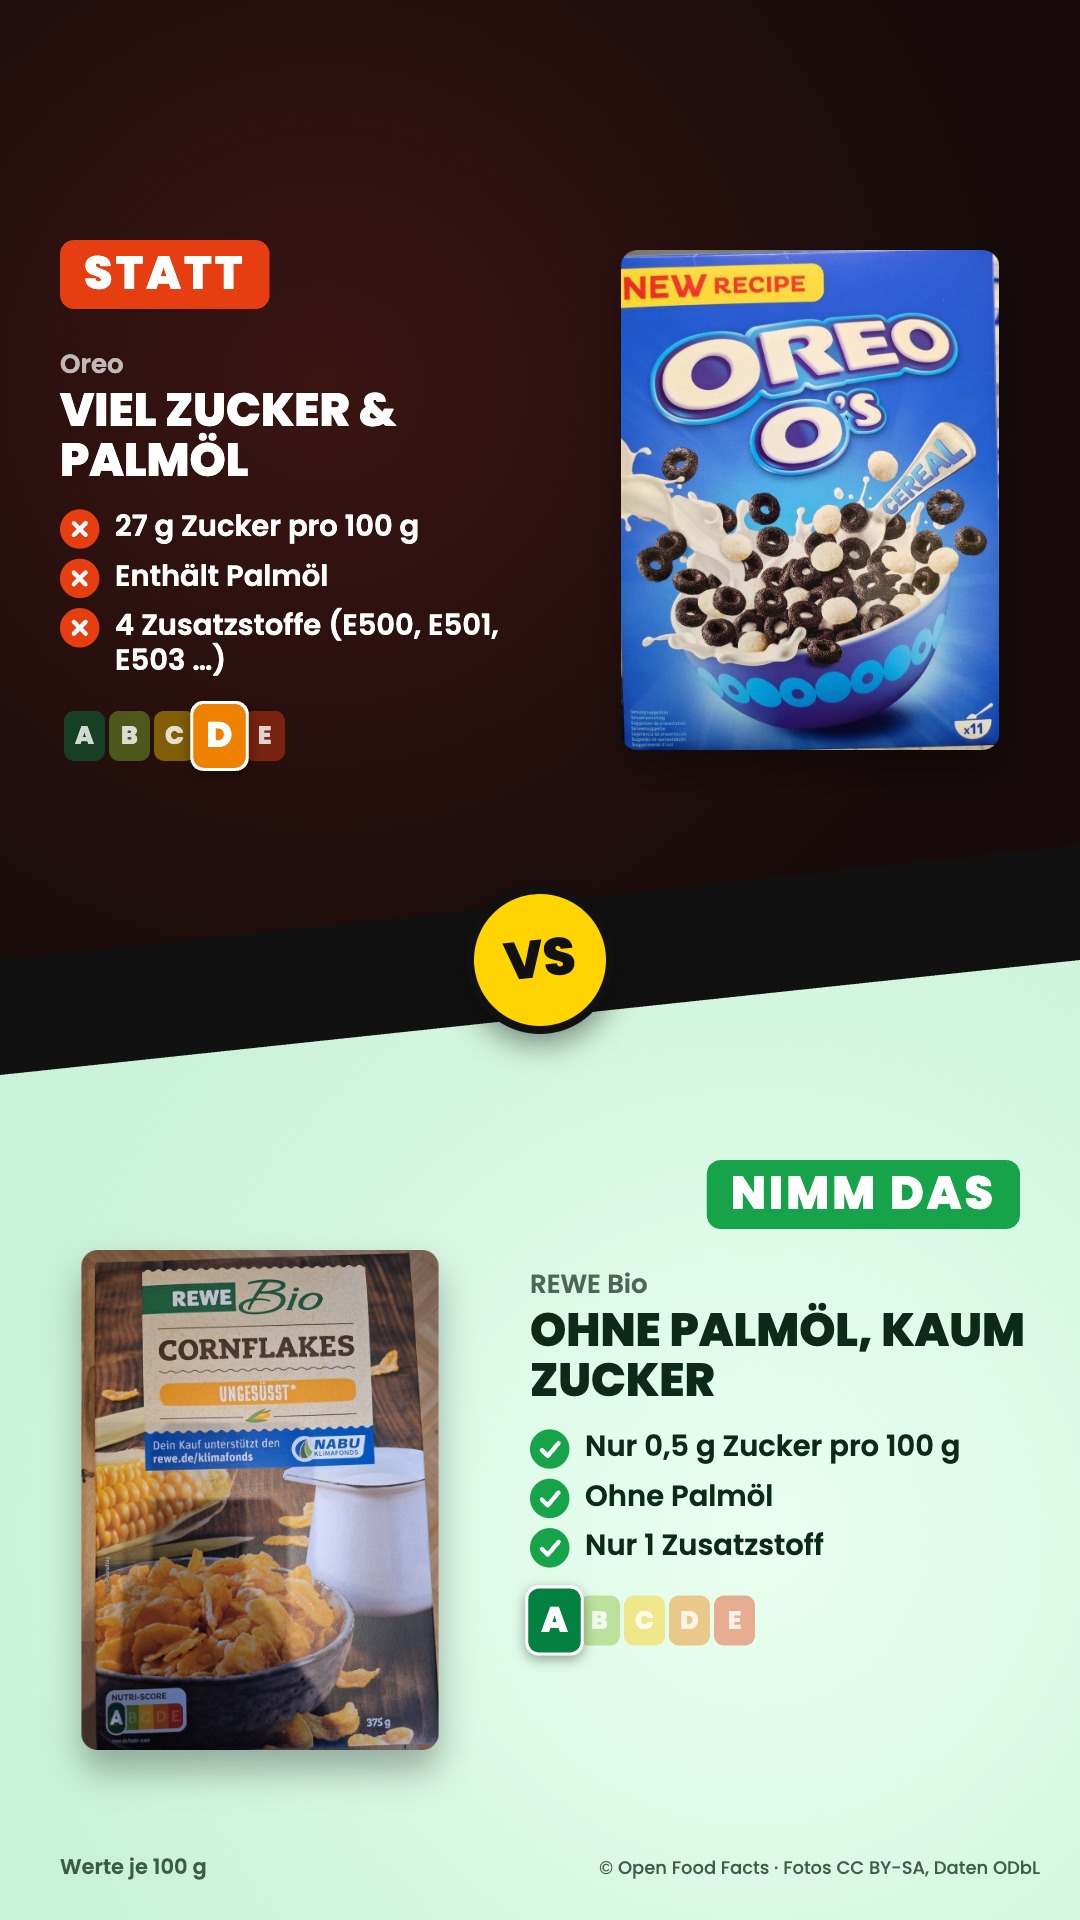 STATT
Oreo
VIEL ZUCKER &
PALMÖL
27 g Zucker pro 100 g
Enthält Palmöl
4 Zusatzstoffe (E500, E501,
E503 ...)
A B C D E
NEW RECIPE
OREO
O's
CEREAL
x11
VS
NIMM DAS
REWE Bio
OHNE PALMÖL, KAUM
ZUCKER
Nur 0,5 g Zucker pro 100 g
Ohne Palmöl
Nur 1 Zusatzstoff
A B C D E
REWE Bio
CORNFLAKES
UNGESÜSST*
Dein Kauf unterstützt den
rewe.de/klimafonds
NABU
KLIMAFONDS
NUTRI-SCORE
A B C D E
375 g
Werte je 100 g
© Open Food Facts · Fotos CC BY-SA, Daten ODbL